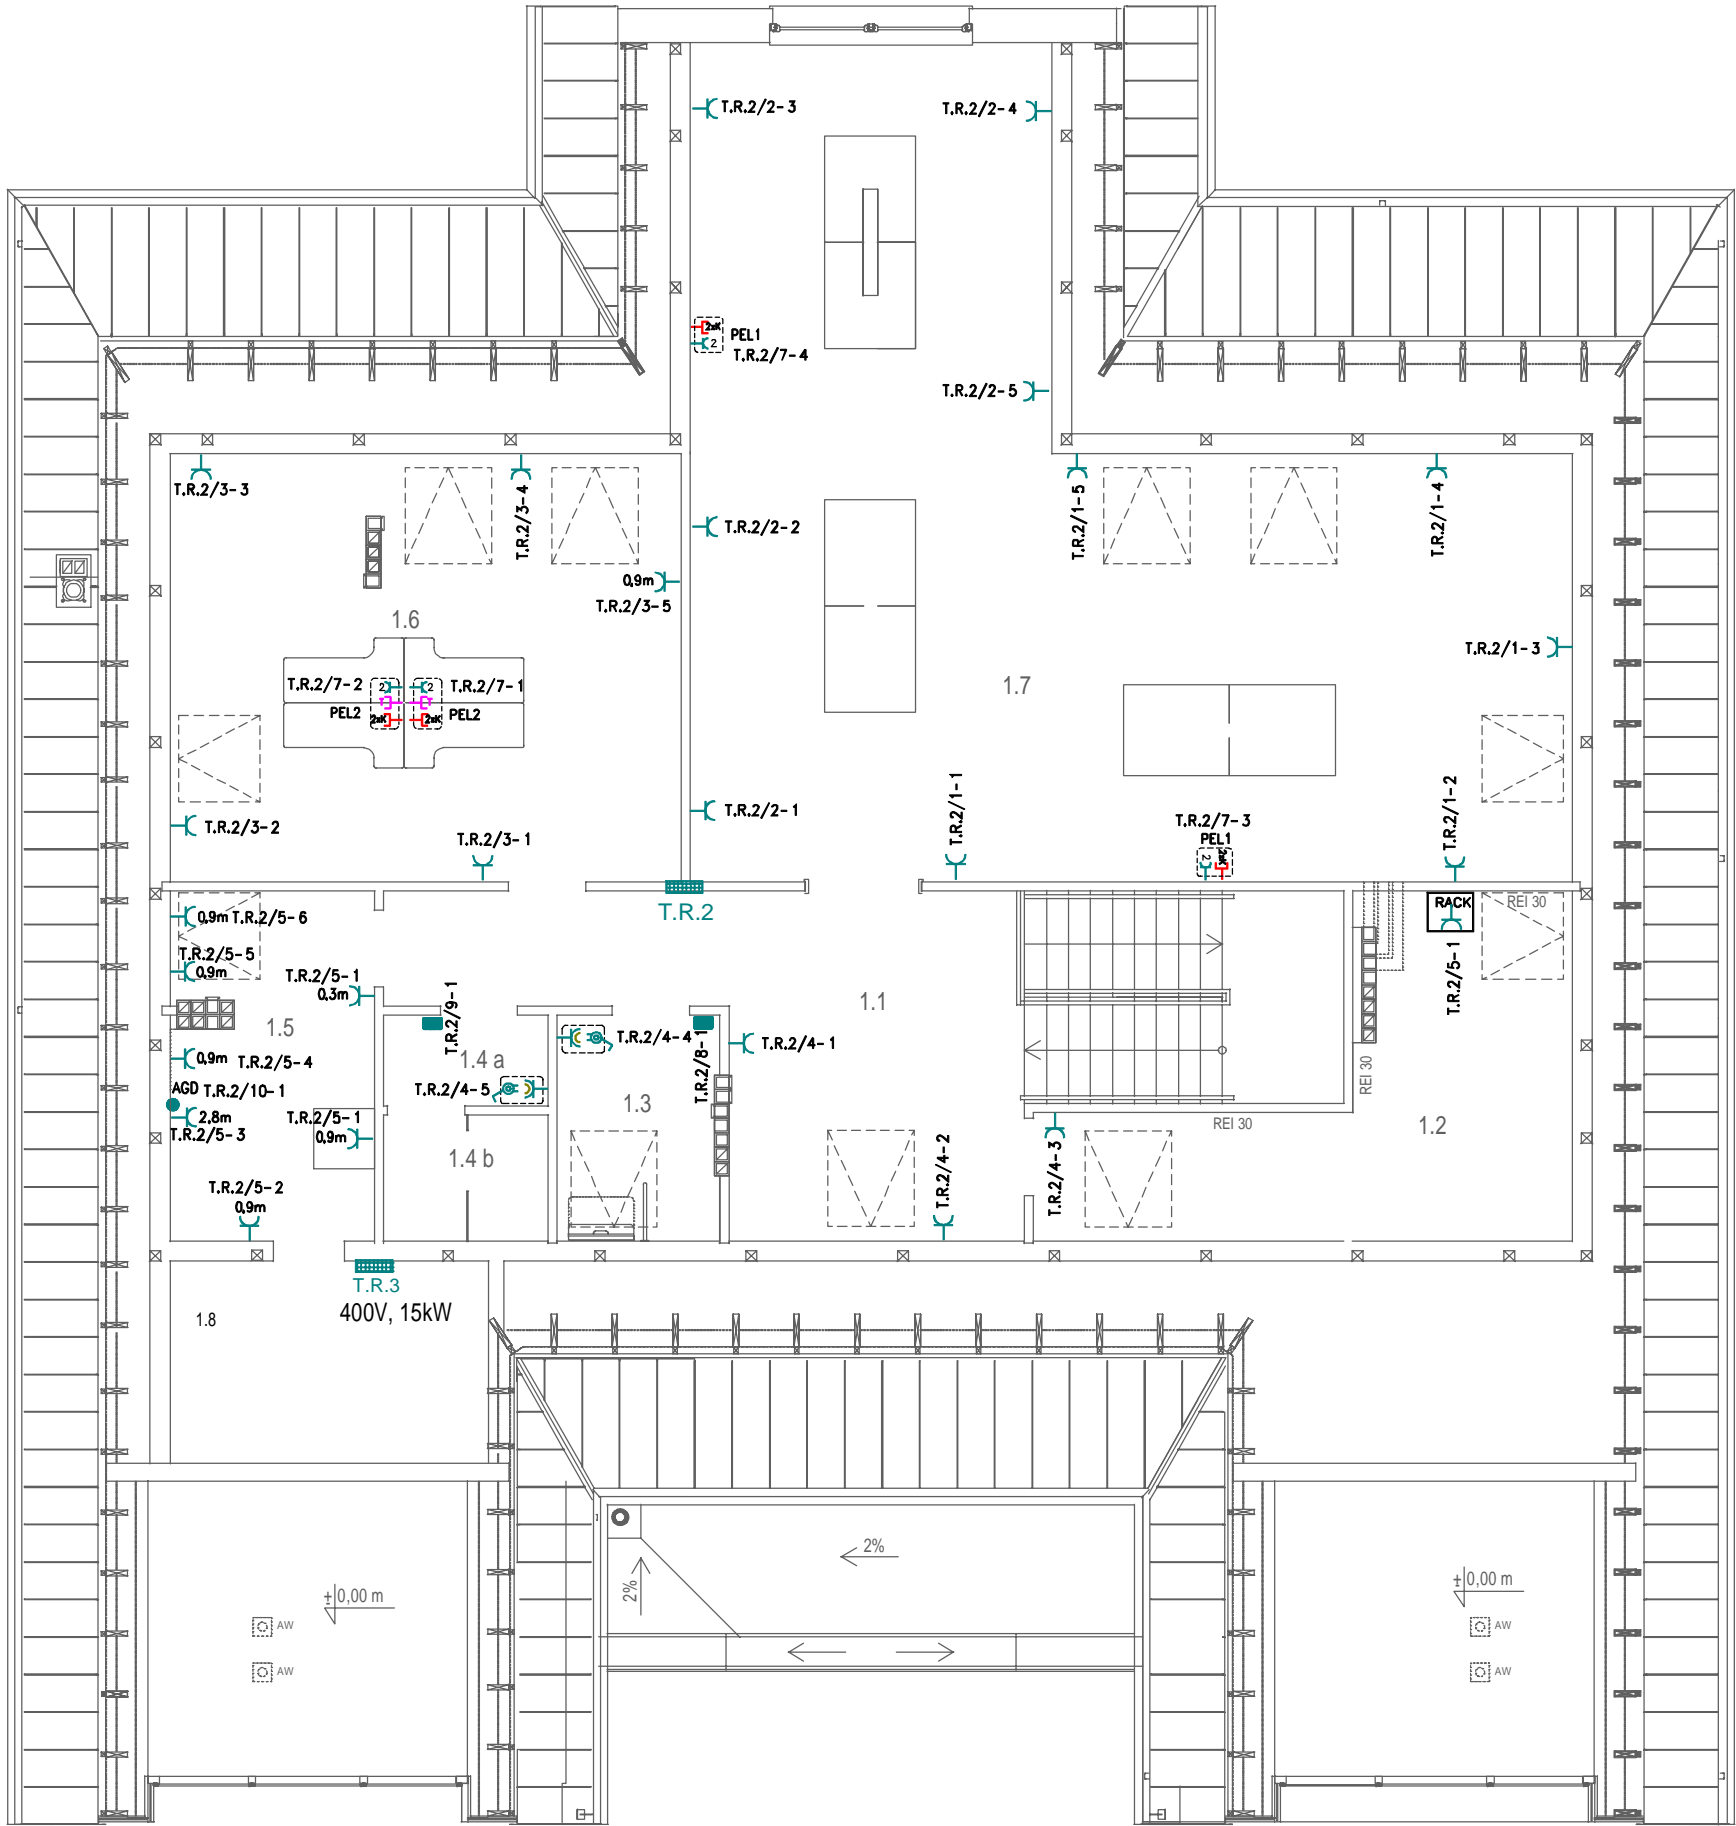 T.R.2/2-3
T.R.2/2-4
2xK
PEL1
2
T.R.2/7-4
T.R.2/2-5
T.R.2/3-3
T.R.2/3-4
T.R.2/2-2
T.R.2/1-5
T.R.2/1-4
0,9m
T.R.2/3-5
1.6
T.R.2/1-3
T.R.2/7-2
2
2
T.R.2/7-1
1.7
PEL2
2xK
2xK
PEL2
T.R.2/3-2
T.R.2/3-1
T.R.2/2-1
T.R.2/1-1
T.R.2/7-3
PEL1
2
2xK
T.R.2/1-2
T.R.2
0,9m T.R.2/5-6
RACK
REI 30
T.R.2/5-5
0,9m
T.R.2/5-1
0,3m
T.R.2/9-1
T.R.2/5-1
1.1
1.5
T.R.2/4-4
T.R.2/8-1
T.R.2/4-1
0,9m
T.R.2/5-4
1.4 a
REI 30
AGD
T.R.2/10-1
T.R.2/4-5
1.3
2,8m
T.R.2/5-3
T.R.2/5-1
0,9m
REI 30
1.2
1.4 b
T.R.2/4-2
T.R.2/4-3
T.R.2/5-2
0,9m
T.R.3
400V, 15kW
1.8
2%
2%
±0,00 m
±0,00 m
AW
AW
AW
AW